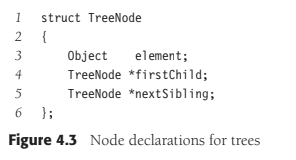 1 struct TreeNode
2 {
3 Object element;
4 TreeNode *firstChild;
5 TreeNode *nextSibling;
6 };
Figure 4.3 Node declarations for trees